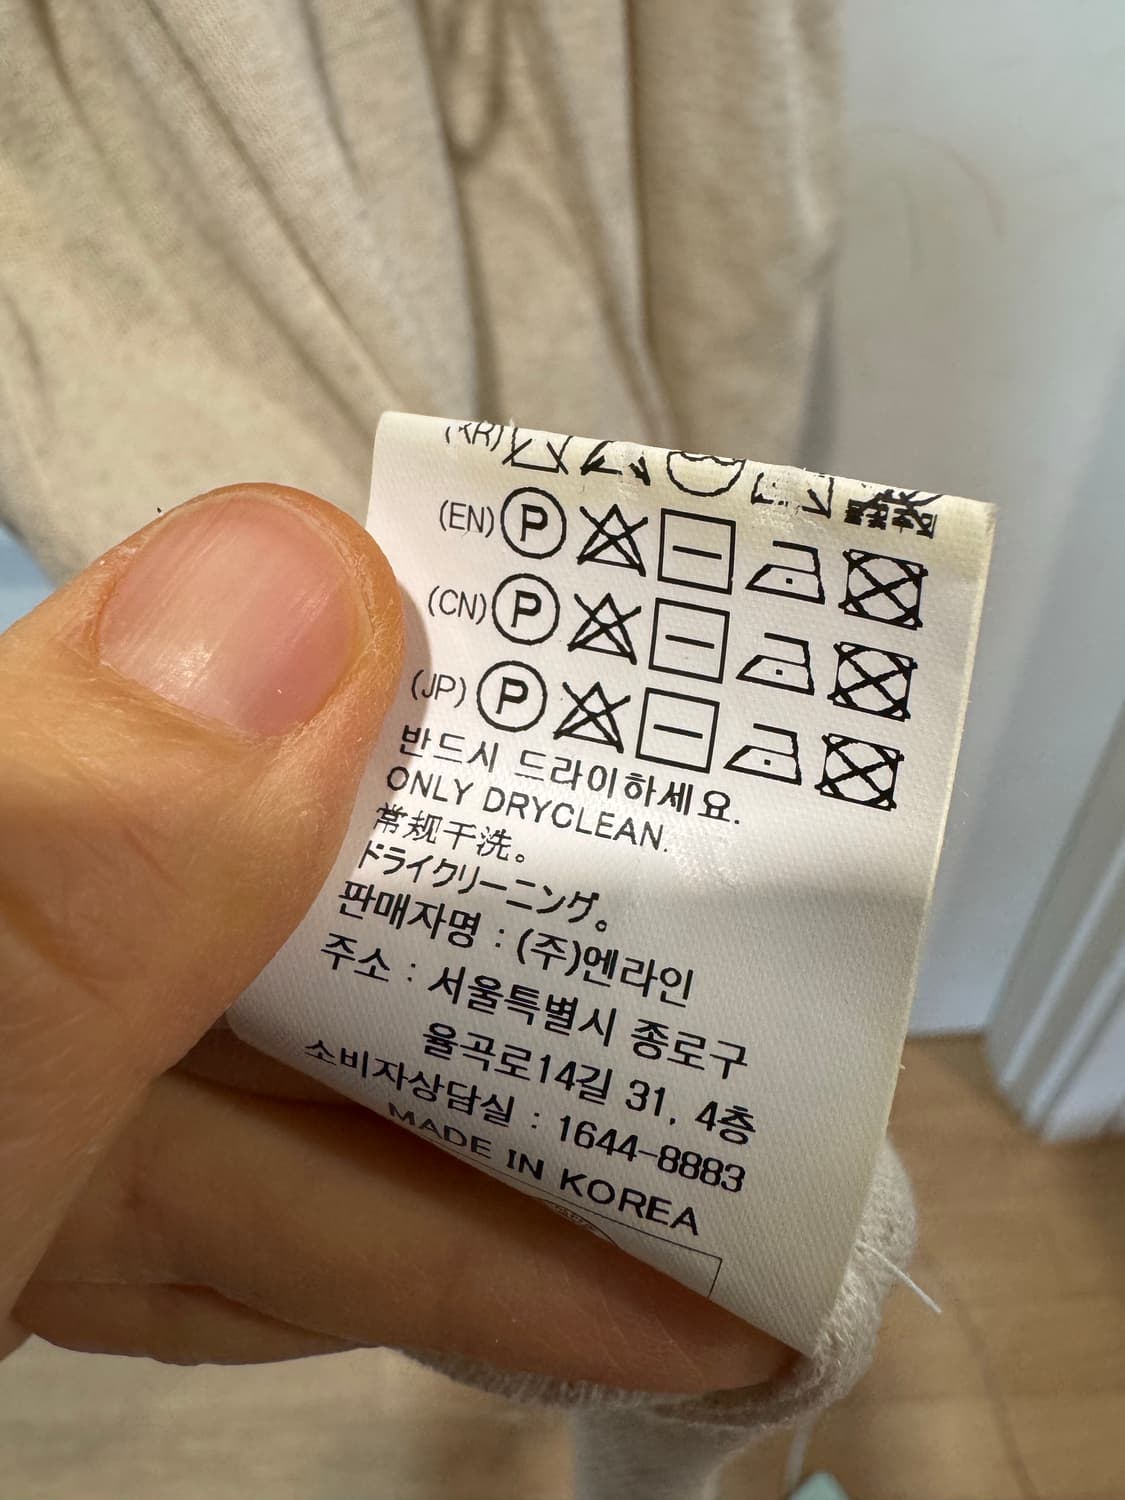 (KR)
(EN) P
(CN) P
(JP) P
반드시 드라이하세요.
ONLY DRYCLEAN.
常规干洗。
ドライクリーニング。
판매자명 : (주)엔라인
주소 : 서울특별시 종로구
율곡로14길 31, 4층
소비자상담실 : 1644-8883
MADE IN KOREA